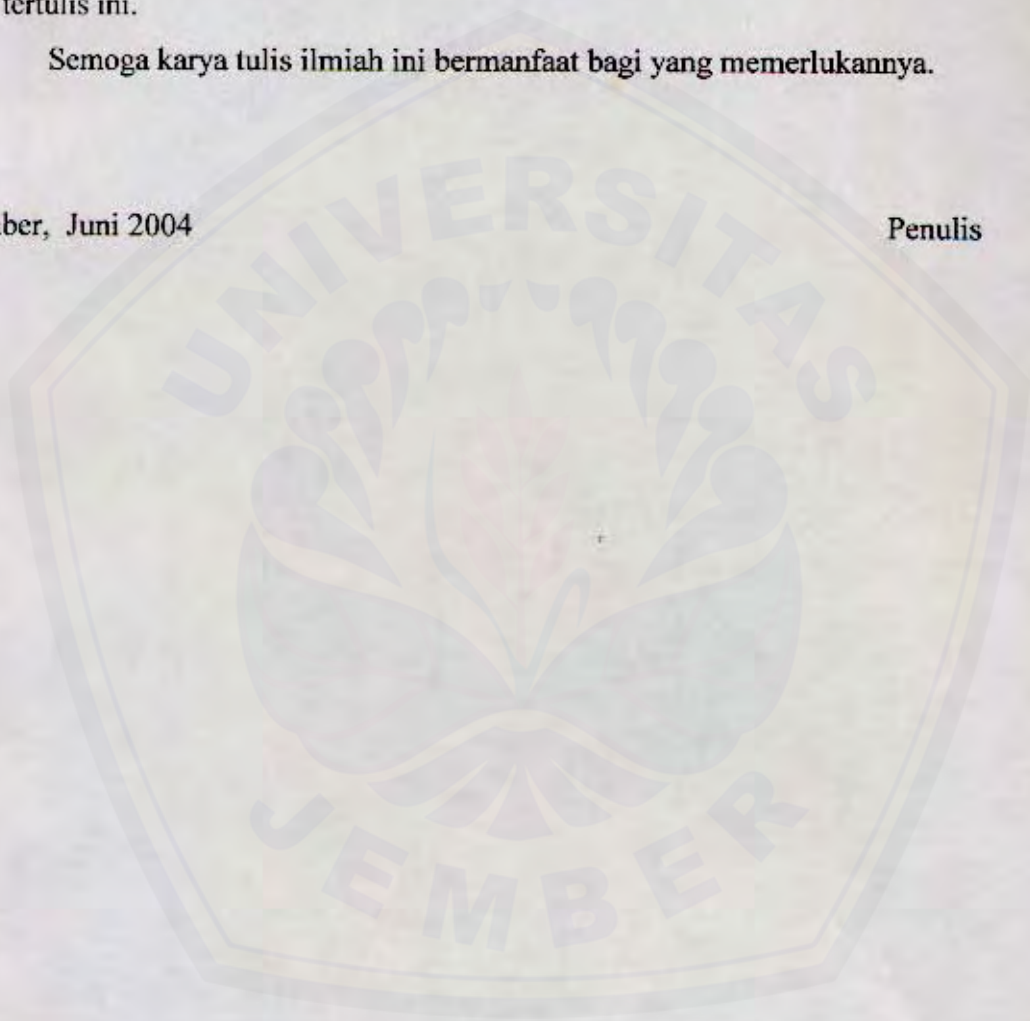 tertulis ini.
Semoga karya tulis ilmiah ini bermanfaat bagi yang memerlukannya.
ber, Juni 2004
Penulis
UNIVERSITAS
JEMBER